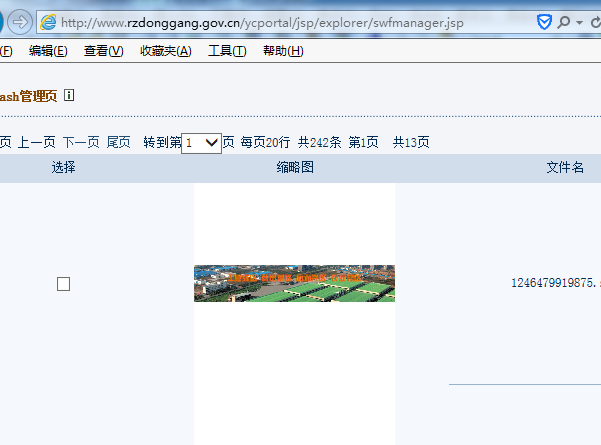 http://www.rzdonggang.gov.cn/ycportal/jsp/explorer/swfmanager.jsp
(F) 编辑(E) 查看(V) 收藏夹(A) 工具(T) 帮助(H)
ash管理页
页 上一页 下一页 尾页 转到第 1 页 每页20行 共242条 第1页 共13页
选择 缩略图 文件名
1246479919875.